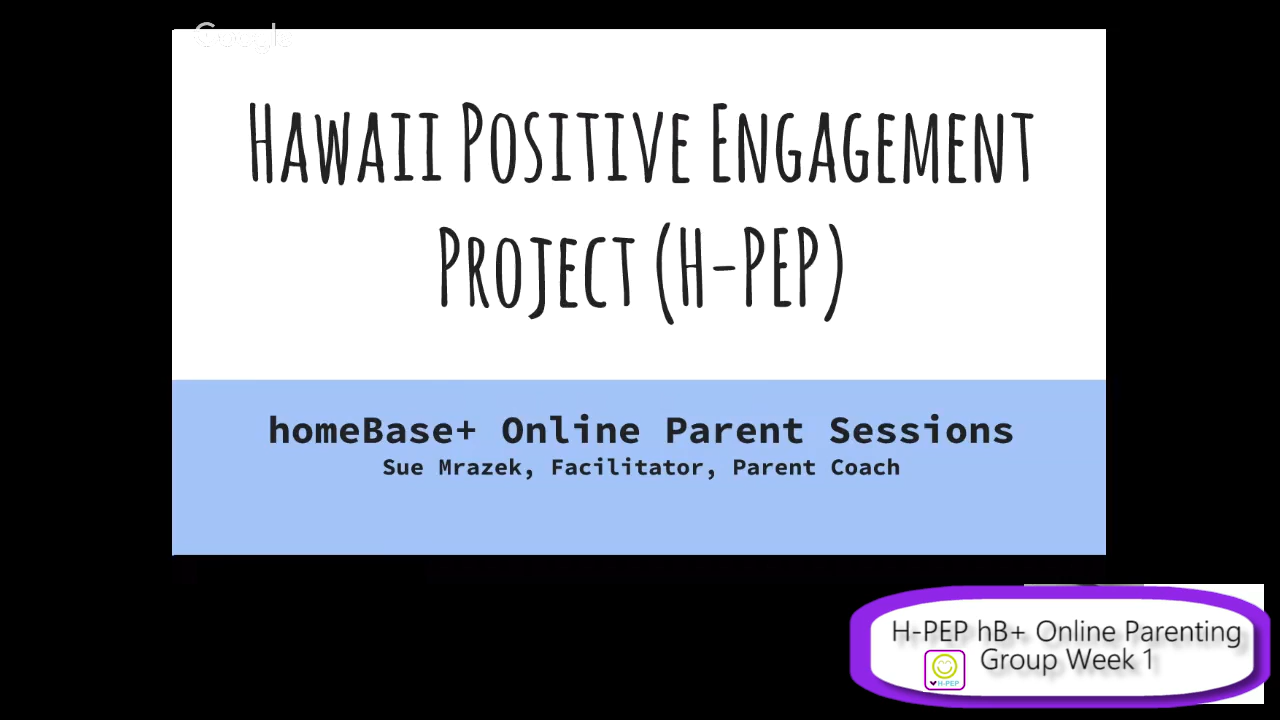 Google
HAWAII POSITIVE ENGAGEMENT
PROJECT (H-PEP)
homeBase+ Online Parent Sessions
Sue Mrazek, Facilitator, Parent Coach
H-PEP hB+ Online Parenting
Group Week 1
H-PEP